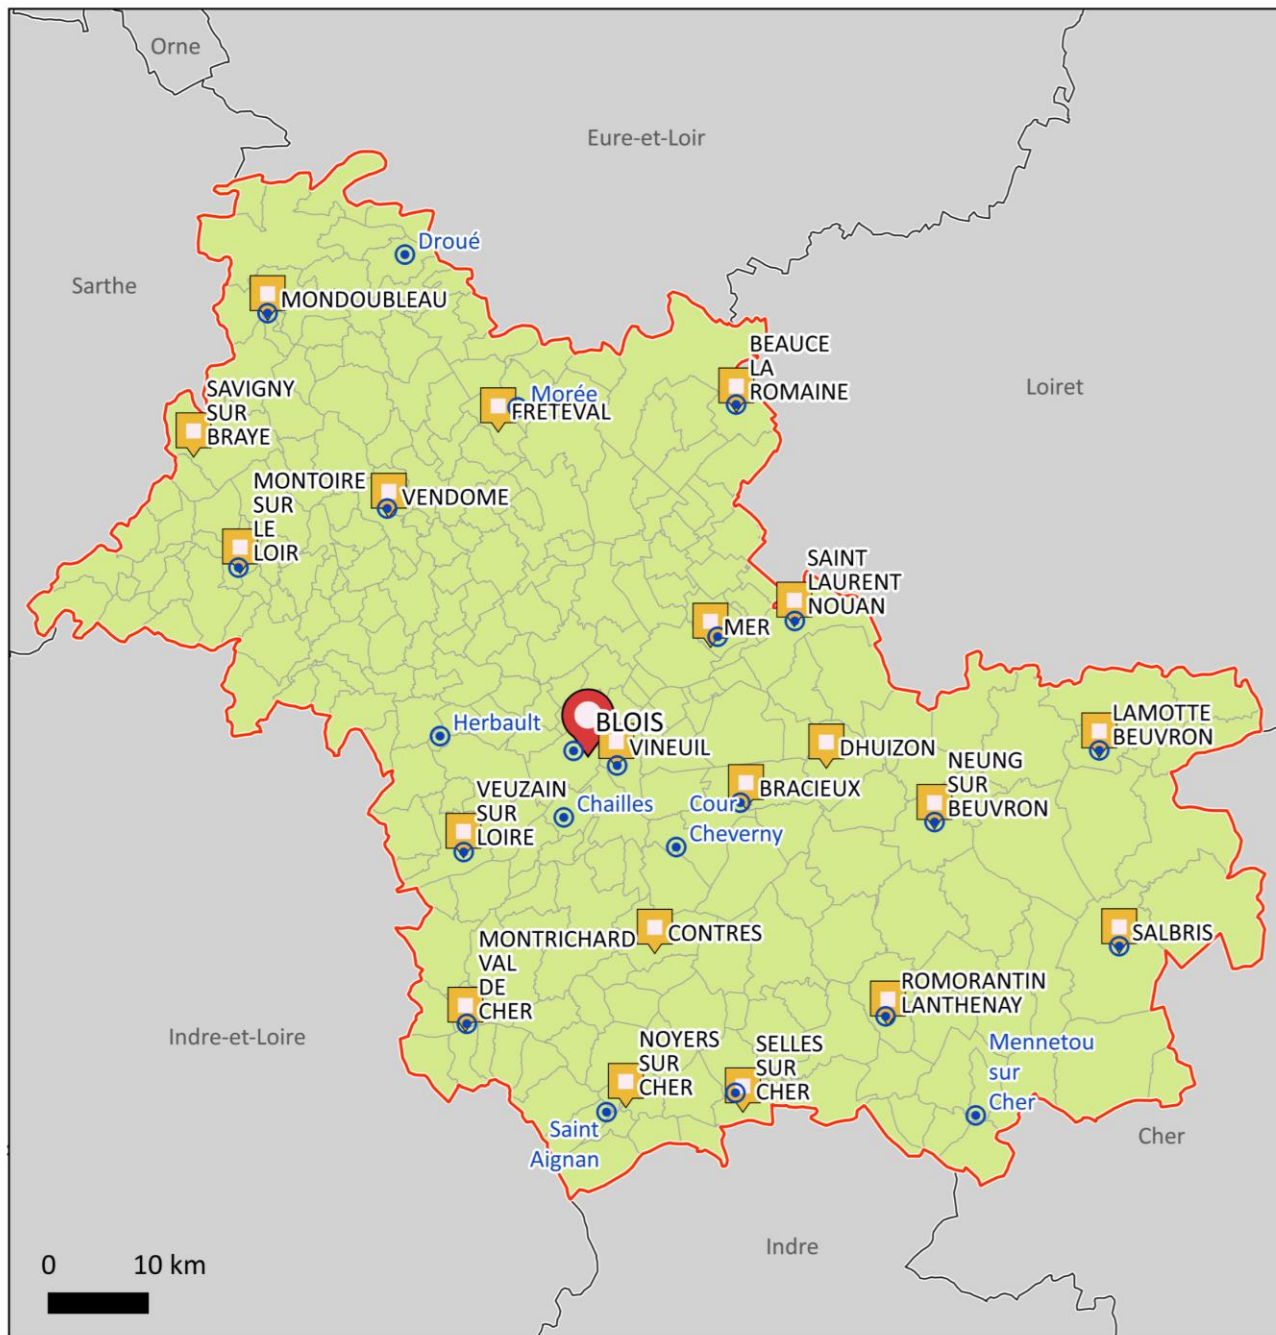 Orne
Eure-et-Loir
Droué
Sarthe
MONDOUBLEAU
BEAUCE
LA
ROMAINE
Loiret
SAVIGNY
SUR
BRAYE
Morée
FRETEVAL
MONTOIRE
SUR
LE
LOIR
VENDOME
SAINT
LAURENT
NOUAN
MER
Herbault
BLOIS
VINEUIL
DHUIZON
LAMOTTE
BEUVRON
NEUNG
SUR
BEUVRON
BRACIEUX
VEUZAIN
SUR
LOIRE
Chailles
Cour
Cheverny
MONTRICHARD
VAL
DE
CHER
CONTRES
SALBRIS
ROMORANTIN
LANTHENAY
Indre-et-Loire
NOYERS
SUR
CHER
SELLES
SUR
CHER
Mennetou
sur
Cher
Saint
Aignan
Cher
Indre
0 10 km